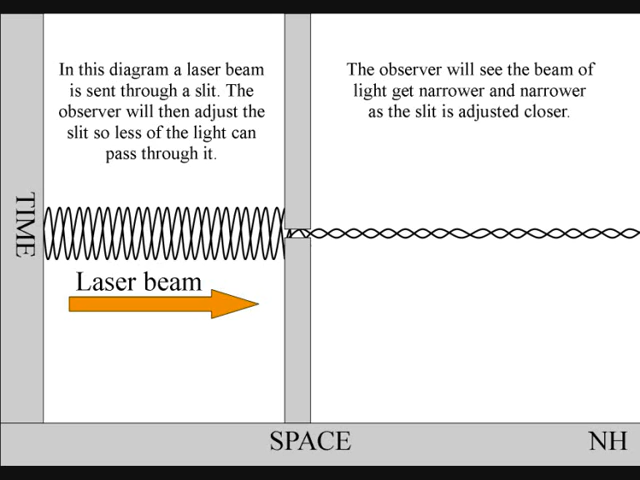 In this diagram a laser beam
is sent through a slit. The
observer will then adjust the
slit so less of the light can
pass through it.
The observer will see the beam of
light get narrower and narrower
as the slit is adjusted closer.
TIME
Laser beam
SPACE
NH